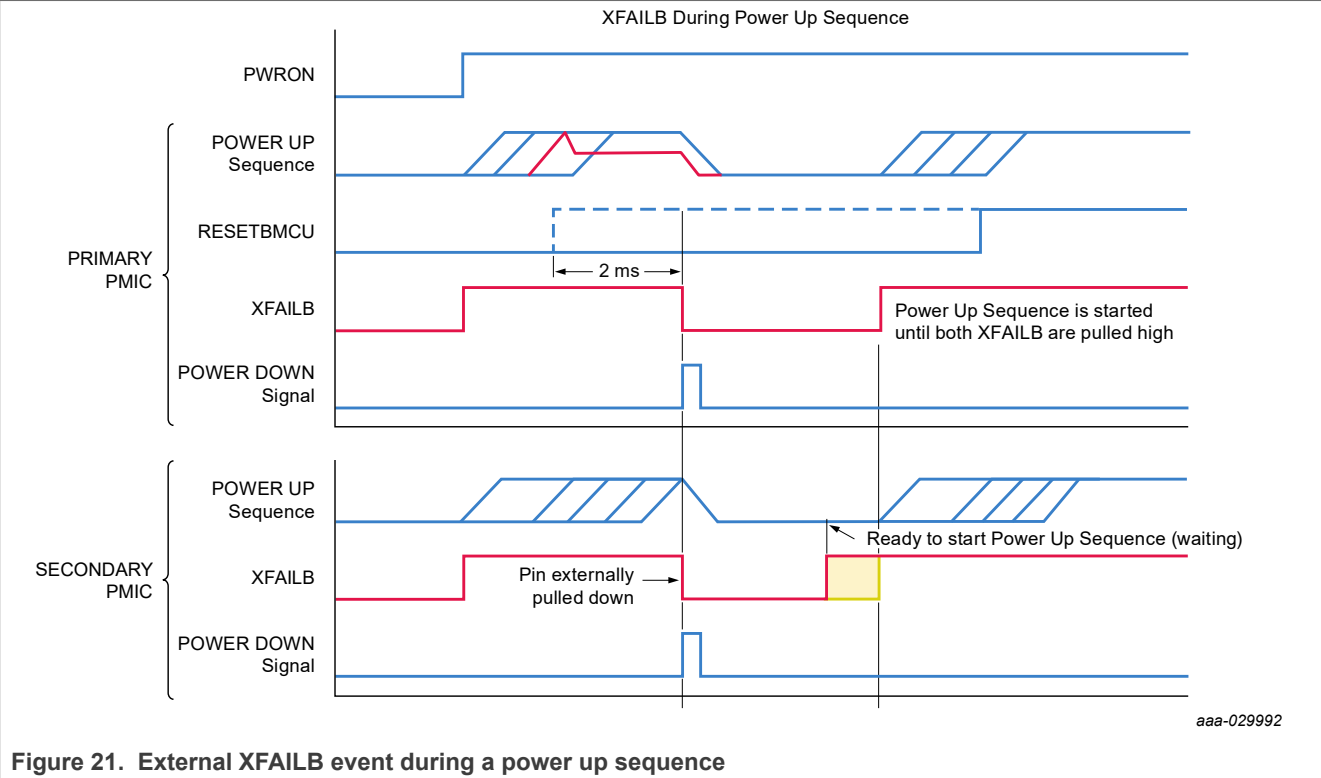 XFAILB During Power Up Sequence
PWRON
PRIMARY
PMIC
POWER UP
Sequence
RESETBMCU
2 ms
XFAILB
Power Up Sequence is started
until both XFAILB are pulled high
POWER DOWN
Signal
SECONDARY
PMIC
POWER UP
Sequence
Ready to start Power Up Sequence (waiting)
XFAILB
Pin externally
pulled down
POWER DOWN
Signal
aaa-029992
Figure 21. External XFAILB event during a power up sequence